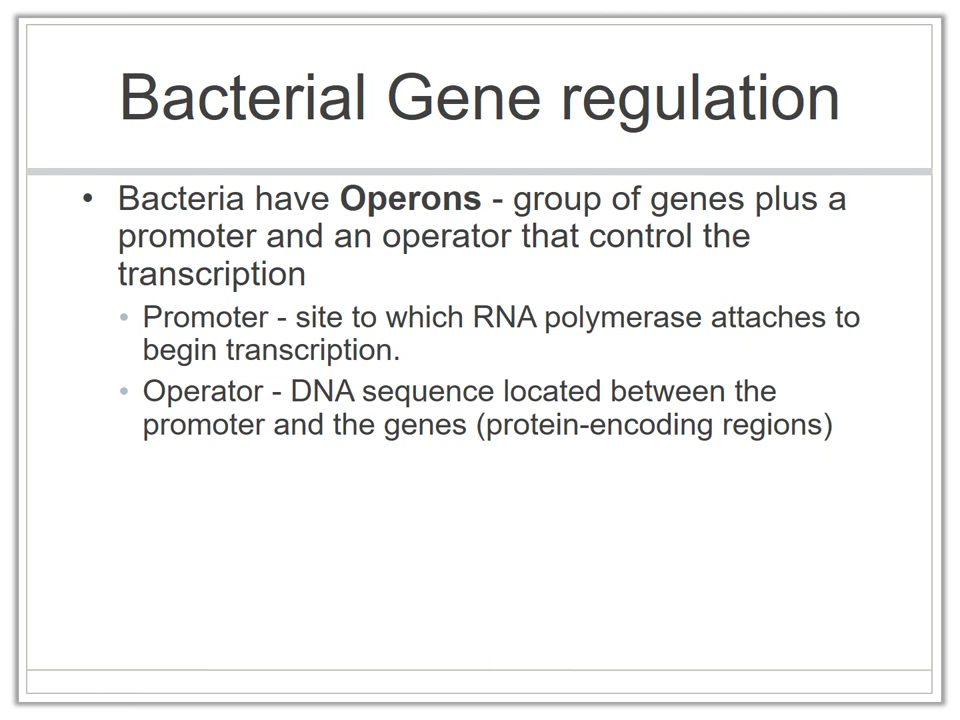 Bacterial Gene regulation
• Bacteria have Operons - group of genes plus a
promoter and an operator that control the
transcription
• Promoter - site to which RNA polymerase attaches to
begin transcription.
• Operator - DNA sequence located between the
promoter and the genes (protein-encoding regions)